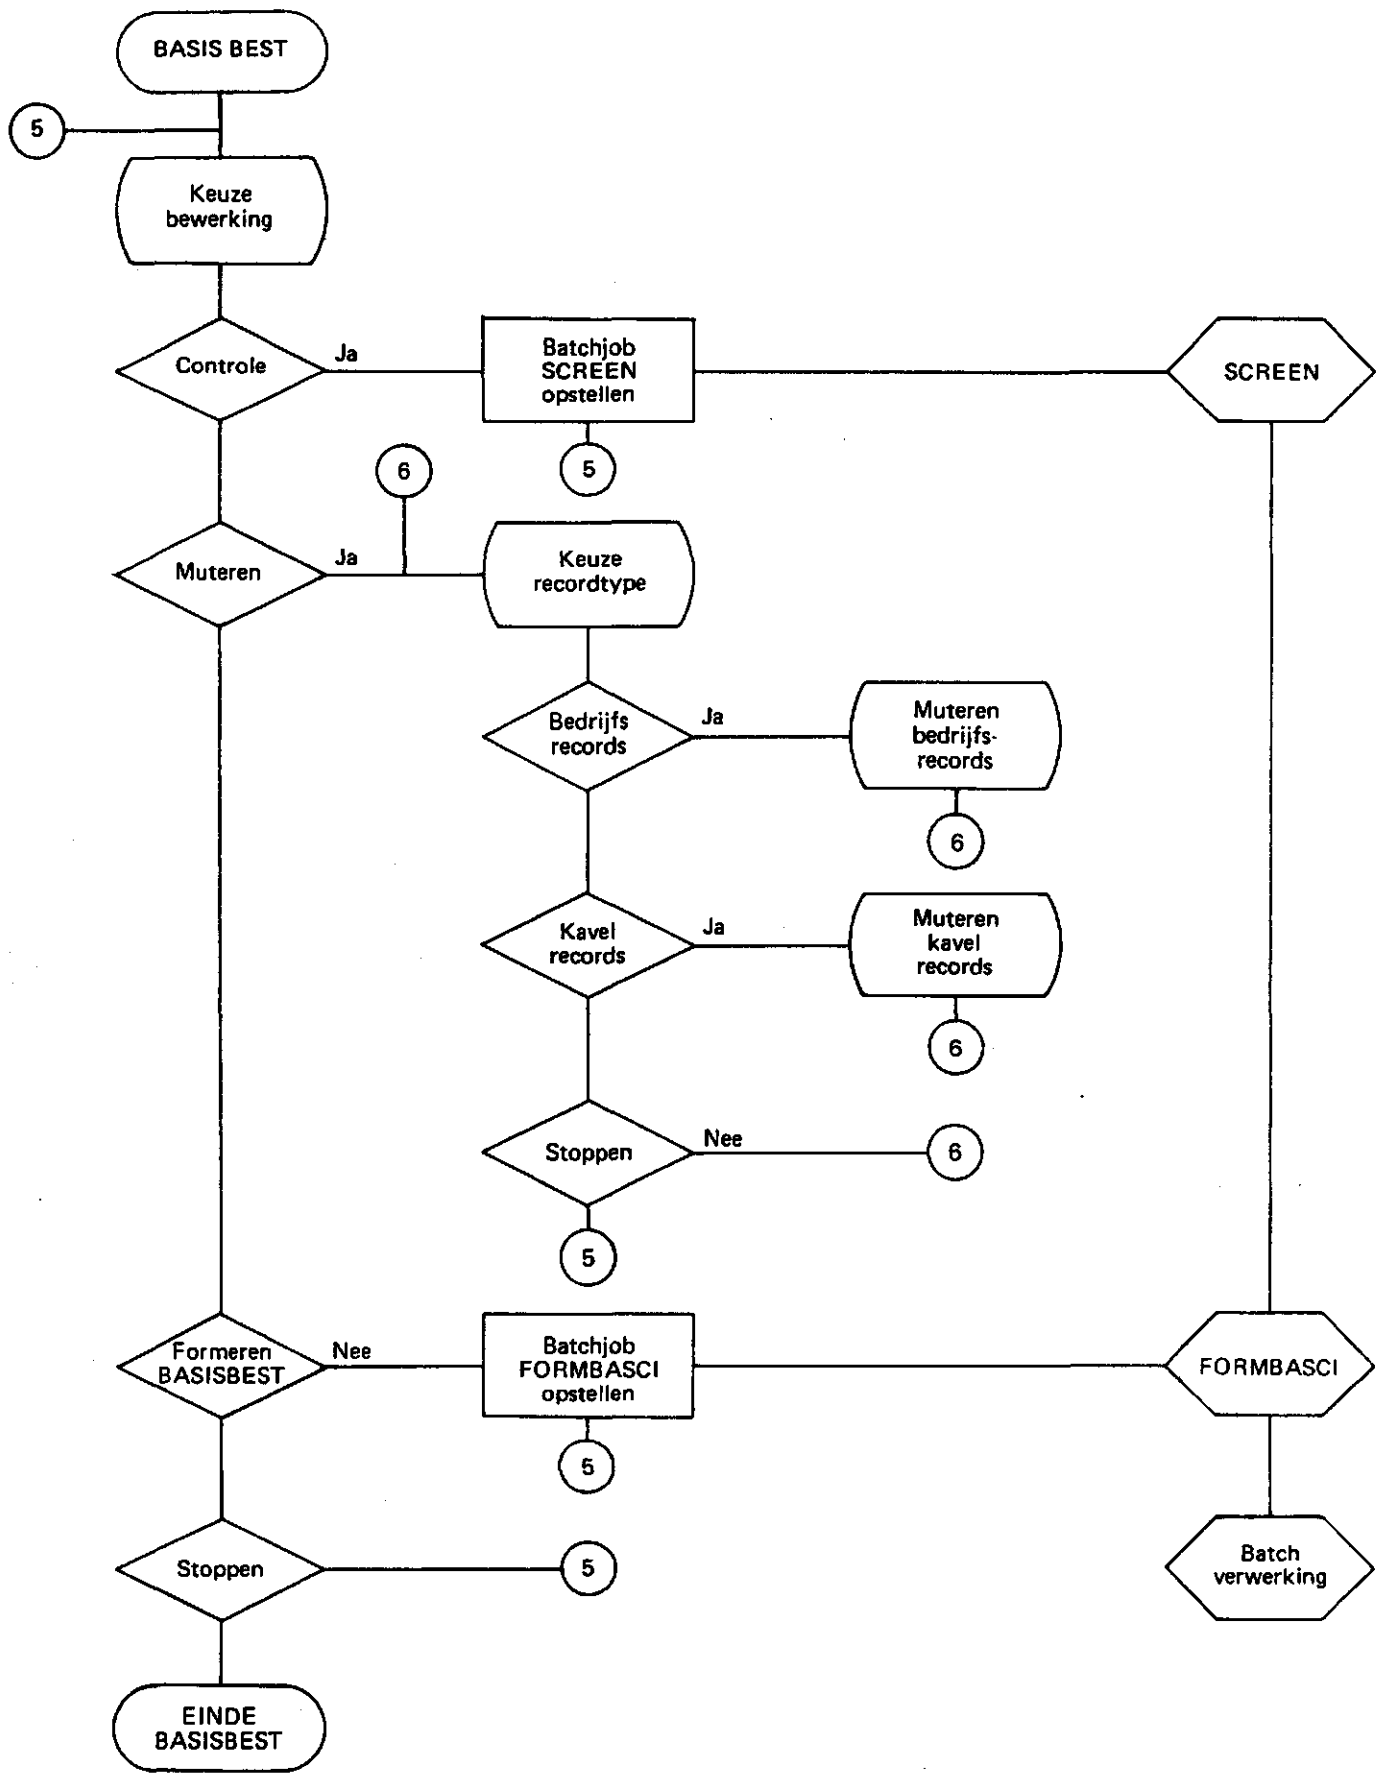 BASIS BEST
5
Keuze
bewerking
Controle
Ja
Batchjob
SCREEN
opstellen
SCREEN
5
6
Muteren
Ja
Keuze
recordtype
Bedrijfs
records
Ja
Muteren
bedrijfs-
records
6
Kavel
records
Ja
Muteren
kavel
records
6
Stoppen
Nee
6
5
Formeren
BASISBEST
Nee
Batchjob
FORMBASCI
opstellen
FORMBASCI
5
Stoppen
5
Batch
verwerking
EINDE
BASISBEST